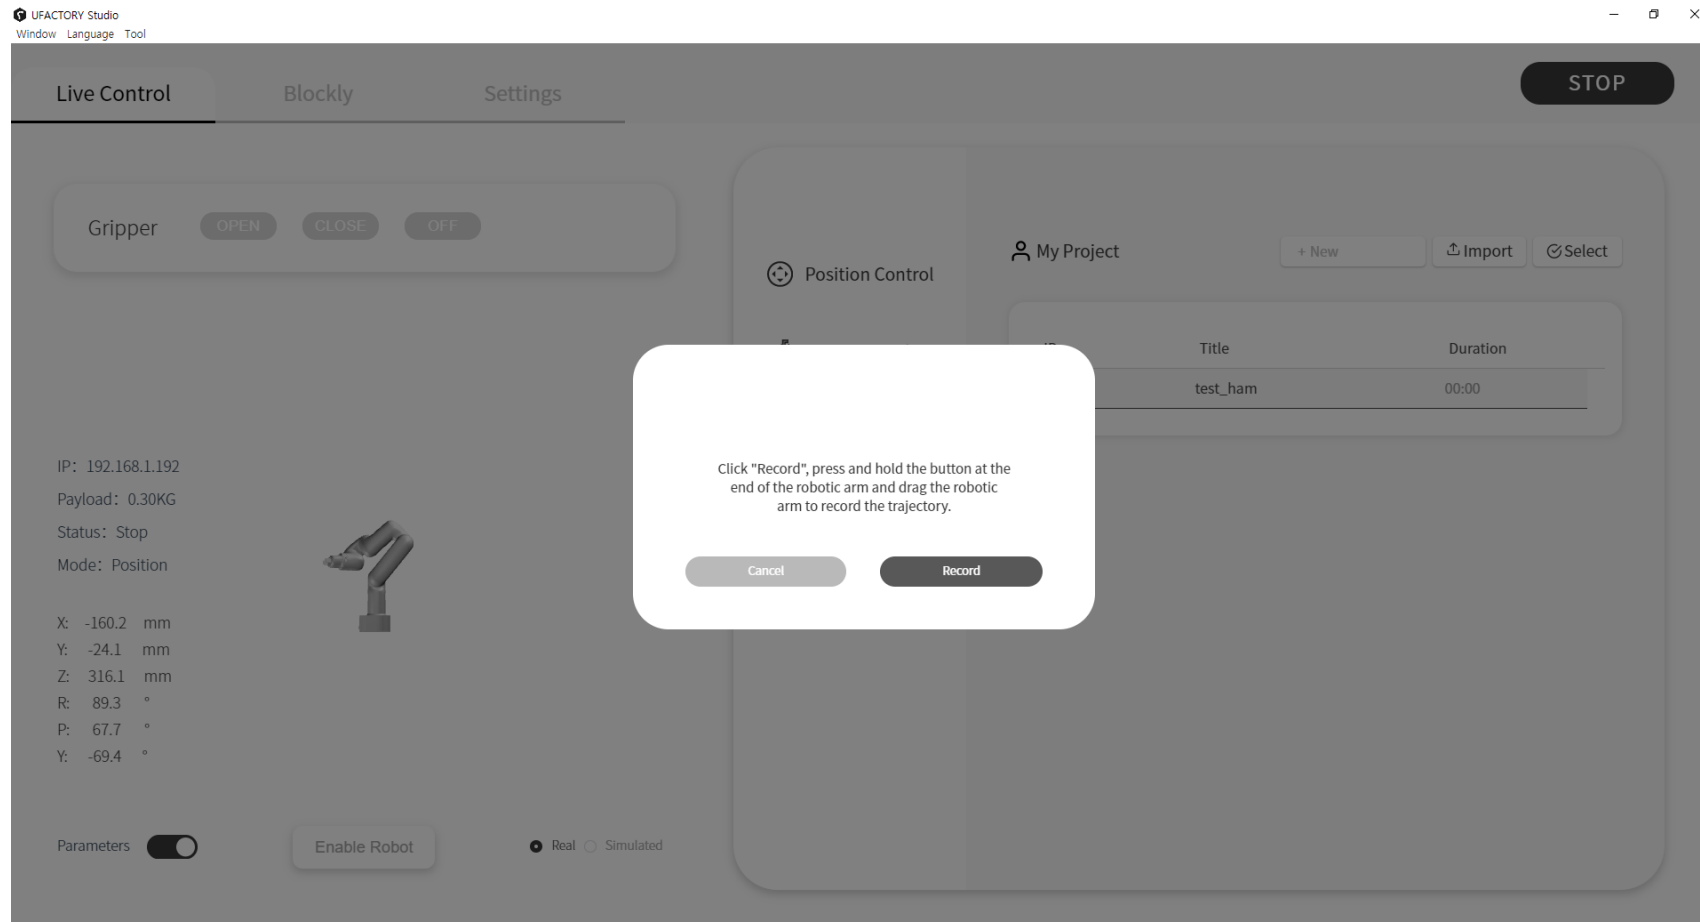 UFACTORY Studio
Window Language Tool
Live Control Blockly Settings STOP
Gripper OPEN CLOSE OFF
Position Control
My Project + New Import Select
Title Duration
test_ham 00:00
IP: 192.168.1.192
Payload: 0.30KG
Status: Stop
Mode: Position
X: -160.2 mm
Y: -24.1 mm
Z: 316.1 mm
R: 89.3 °
P: 67.7 °
Y: -69.4 °
Click "Record", press and hold the button at the
end of the robotic arm and drag the robotic
arm to record the trajectory.
Cancel Record
Parameters Enable Robot Real Simulated